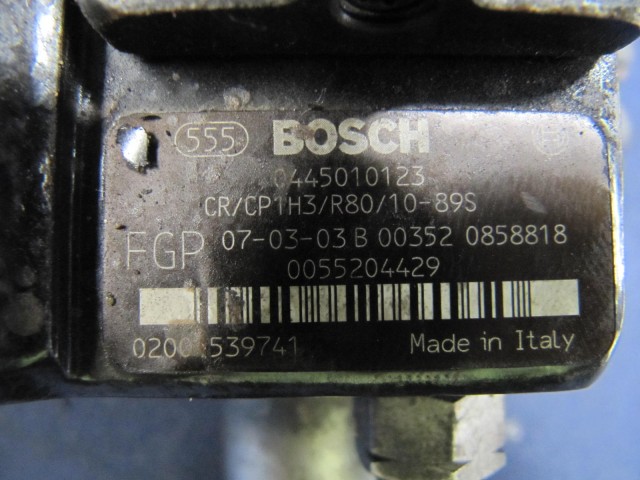 555 BOSCH
0445010123
CR/CP1H3/R80/10-89S
FGP 07-03-03 B 00352 0858818
0055204429
Made in Italy